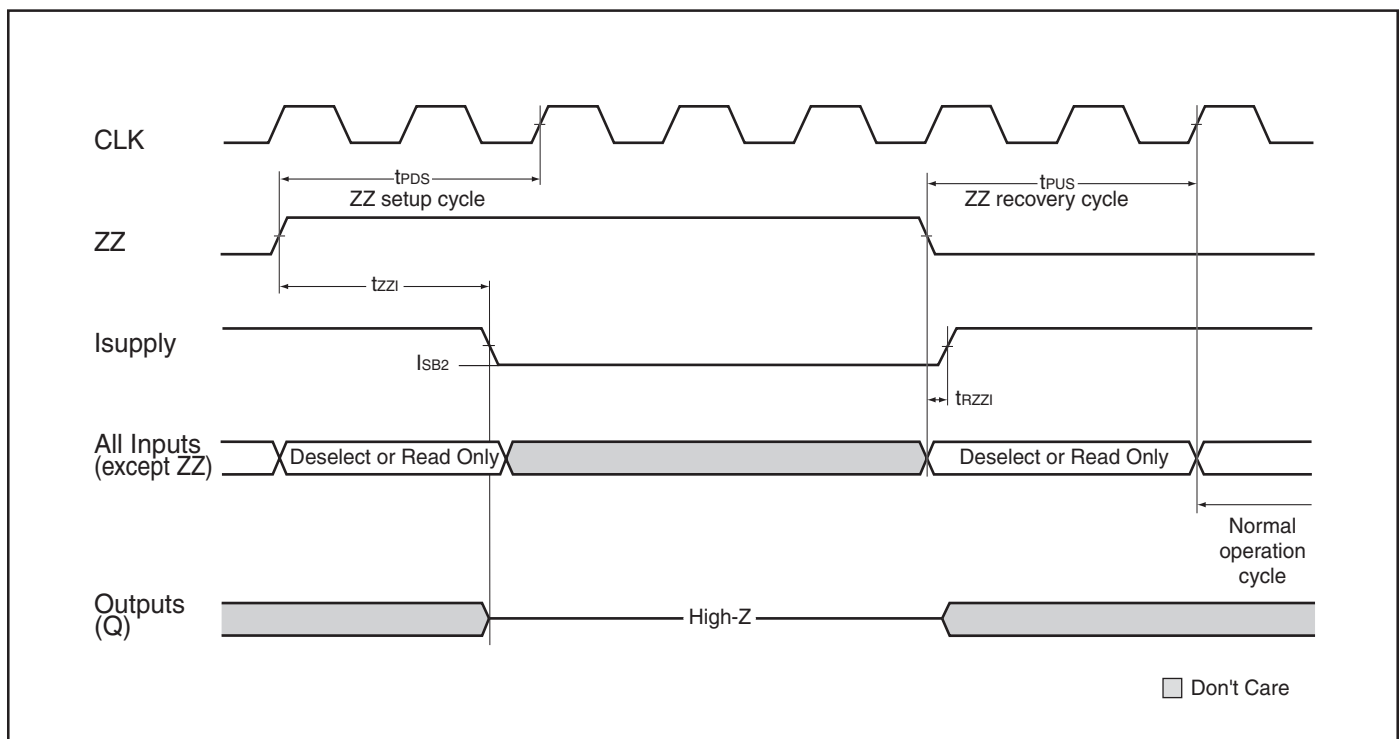 CLK
tPDS
ZZ setup cycle
tPUS
ZZ recovery cycle
ZZ
tZZI
Isupply
ISB2
tRZZI
All Inputs
(except ZZ)
Deselect or Read Only
Deselect or Read Only
Normal
operation
cycle
Outputs
(Q)
High-Z
Don't Care